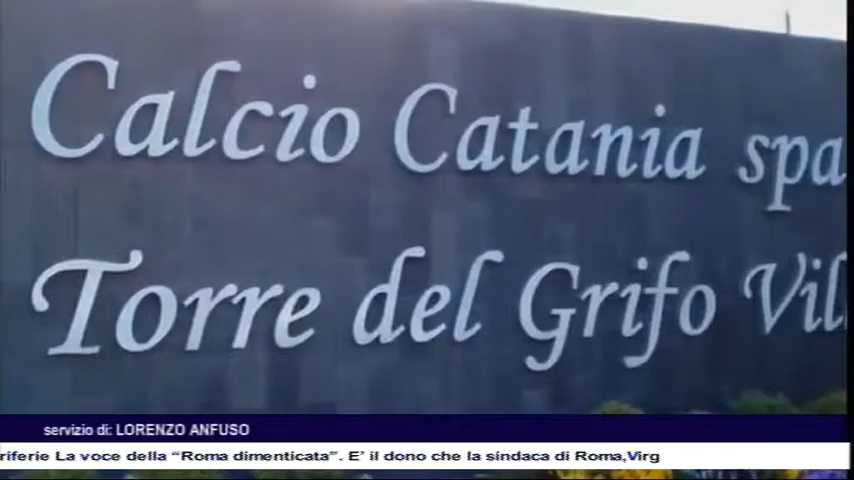 Calcio Catania spa
Torre del Grifo Vill
servizio di: LORENZO ANFUSO
riferie La voce della “Roma dimenticata”. E’ il dono che la sindaca di Roma,Virg